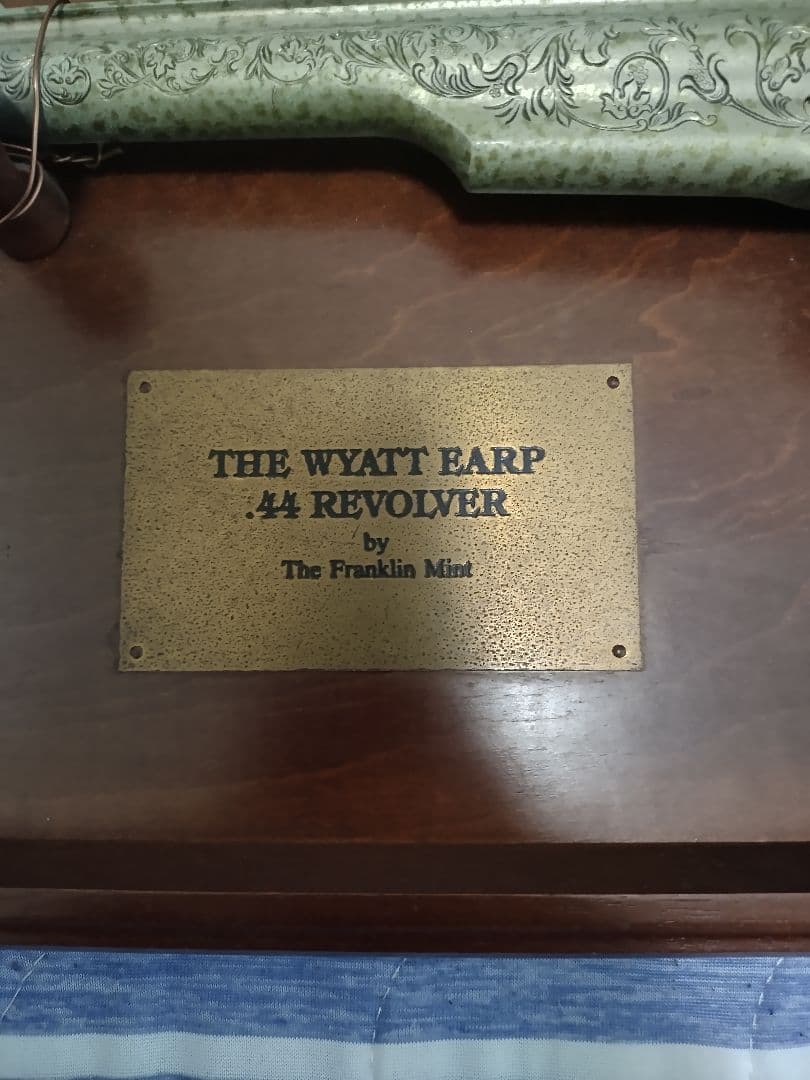 THE WYATT EARP
.44 REVOLVER
by
The Franklin Mint